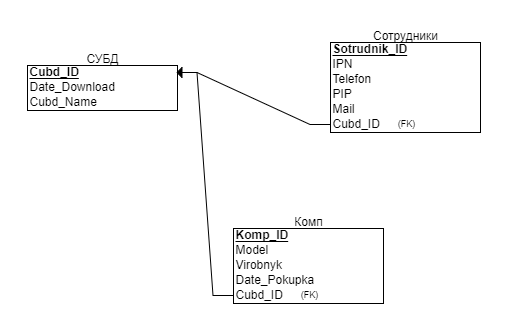 СУБД
Cubd_ID
Date_Download
Cubd_Name
Сотрудники
Sotrudnik_ID
IPN
Telefon
PIP
Mail
Cubd_ID (FK)
Комп
Komp_ID
Model
Virobnyk
Date_Pokupka
Cubd_ID (FK)